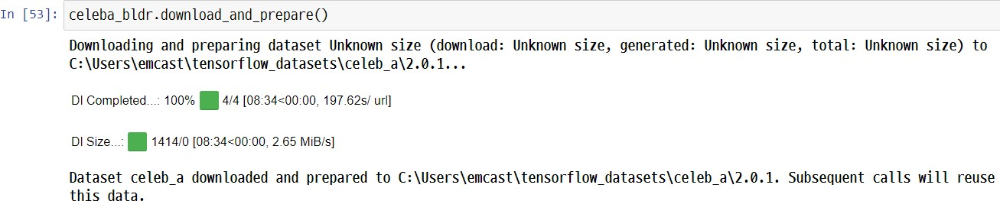 In [53]: celeba_bldr.download_and_prepare()
Downloading and preparing dataset Unknown size (download: Unknown size, generated: Unknown size, total: Unknown size) to
C:\Users\emcast\tensorflow_datasets\celeb_a\2.0.1...
Dl Completed...: 100% 4/4 [08:34<00:00, 197.62s/ url]
Dl Size...: 1414/0 [08:34<00:00, 2.65 MiB/s]
Dataset celeb_a downloaded and prepared to C:\Users\emcast\tensorflow_datasets\celeb_a\2.0.1. Subsequent calls will reuse
this data.